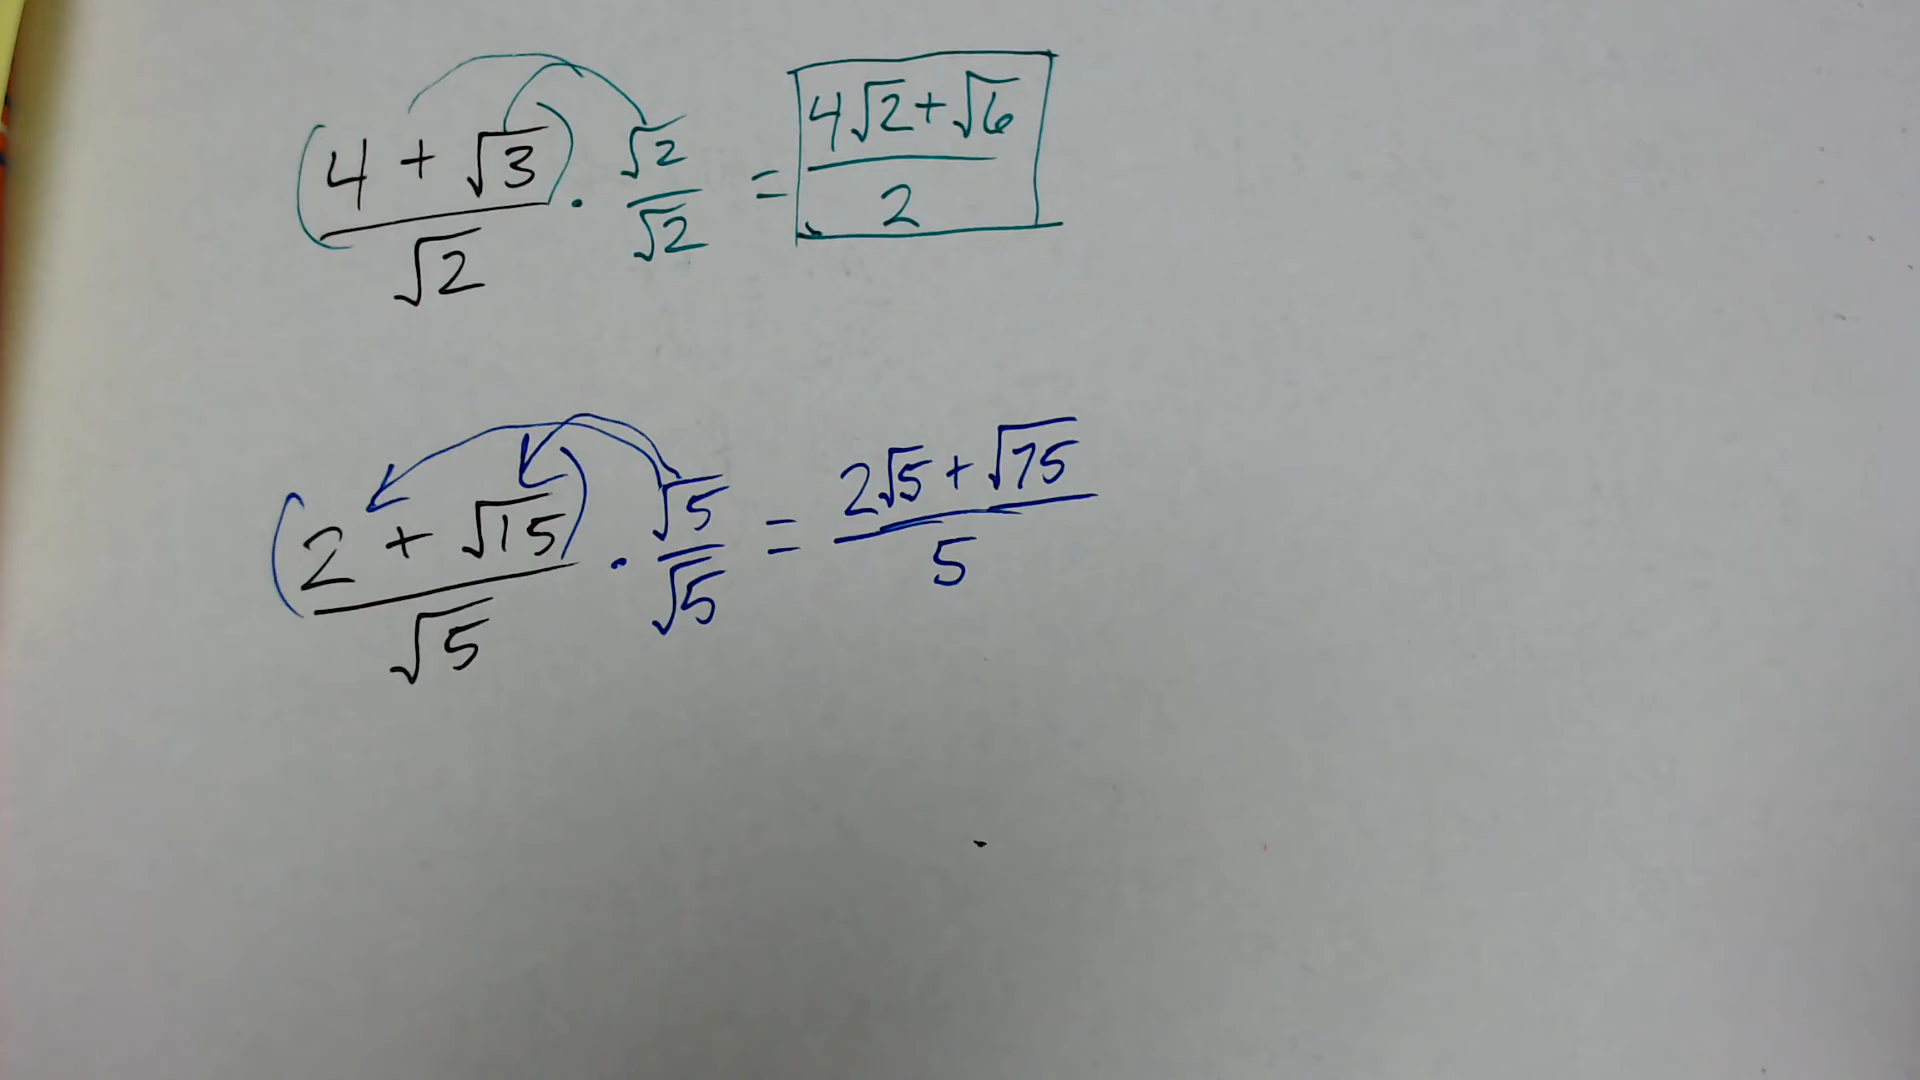 (4 + √3)/√2 · √2/√2 = (4√2 + √6)/2
(2 + √15)/√5 · √5/√5 = (2√5 + √75)/5